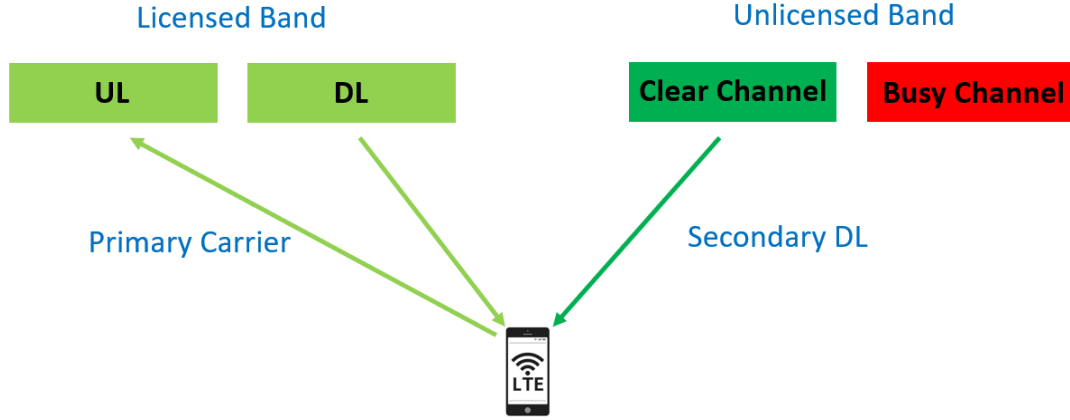 Licensed Band
Unlicensed Band
UL
DL
Clear Channel
Busy Channel
Primary Carrier
Secondary DL
LTE